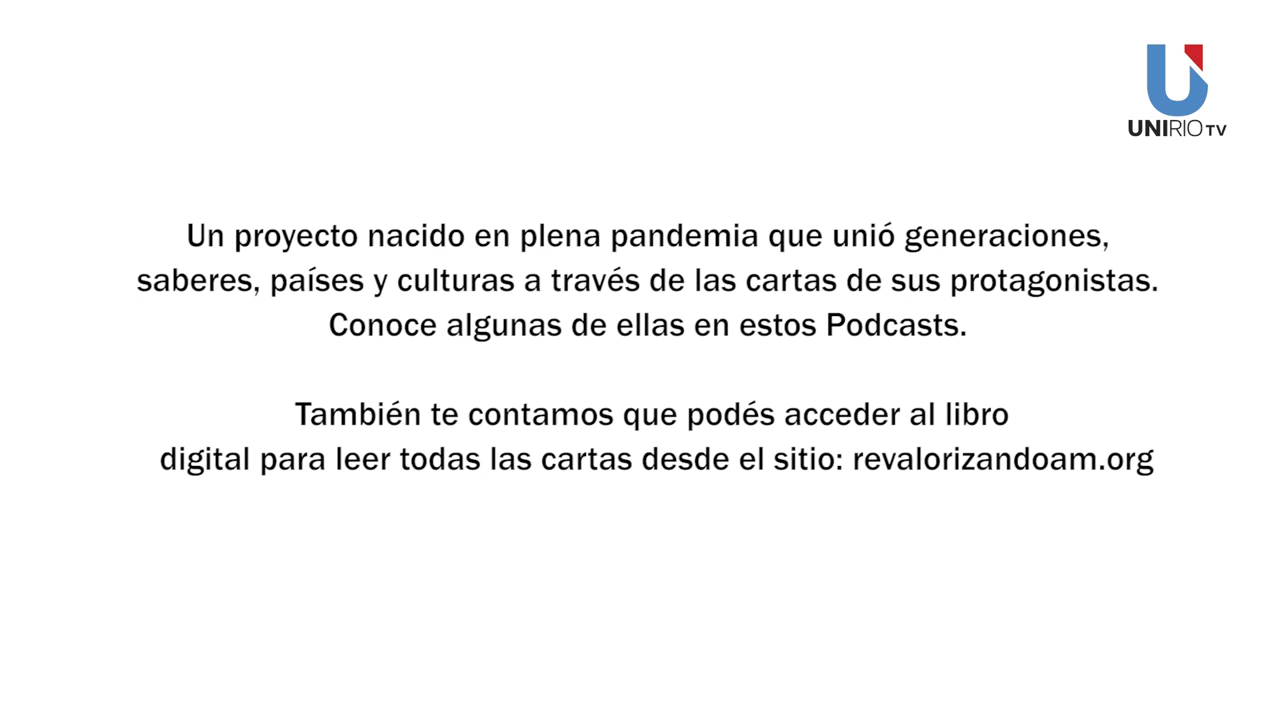 UNIRIO TV
Un proyecto nacido en plena pandemia que unió generaciones,
saberes, países y culturas a través de las cartas de sus protagonistas.
Conoce algunas de ellas en estos Podcasts.
También te contamos que podés acceder al libro
digital para leer todas las cartas desde el sitio: revalorizandoam.org